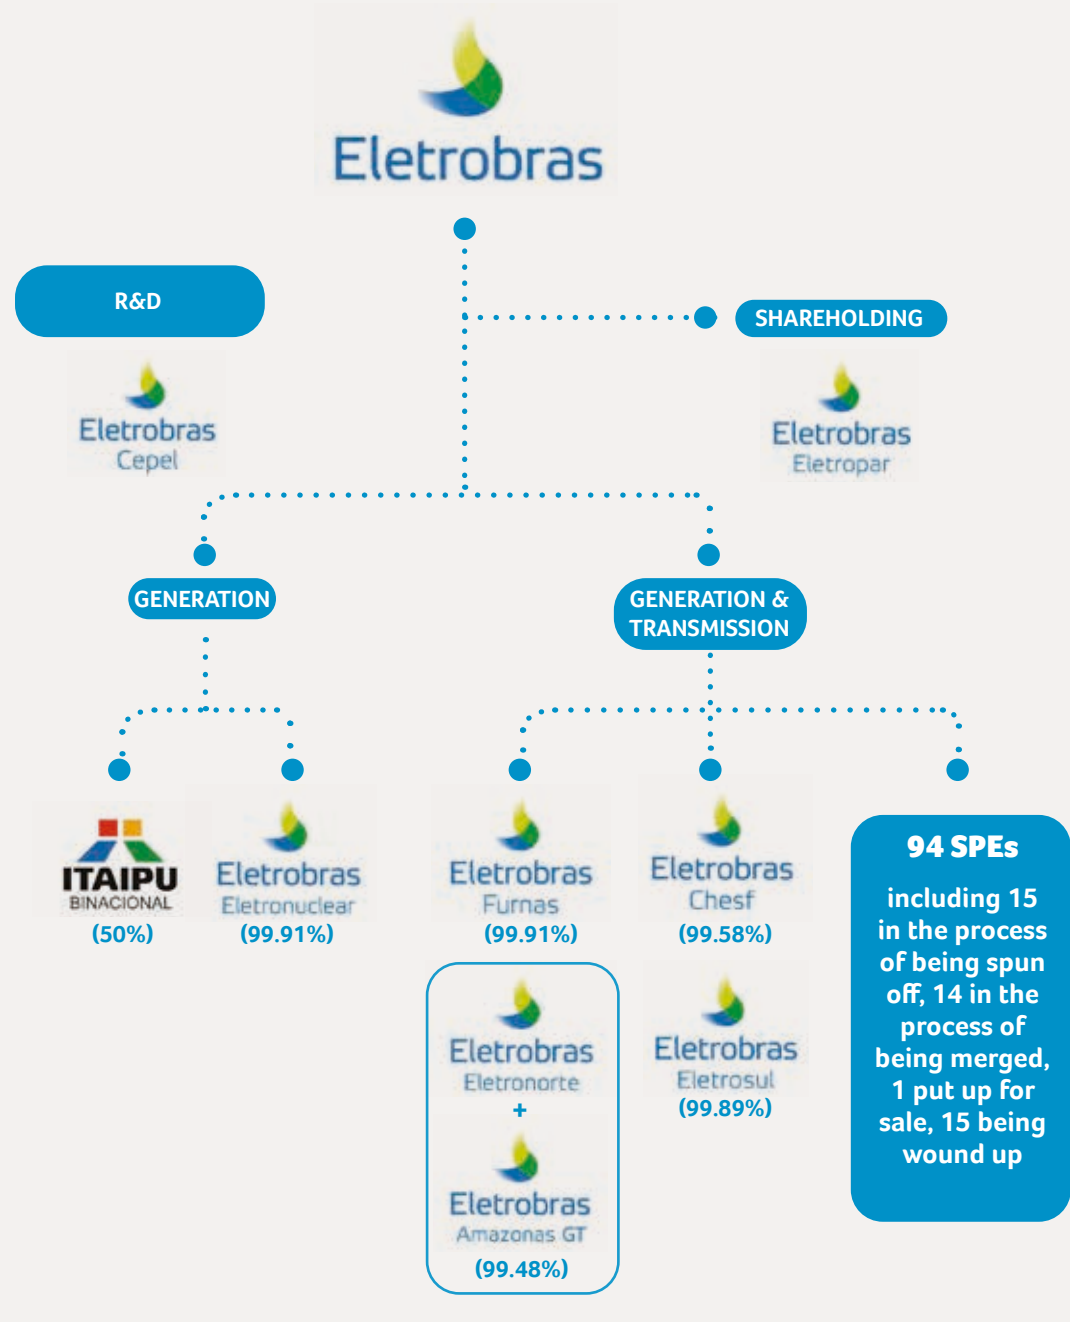 Eletrobras
R&D
Eletrobras
Cepel
SHAREHOLDING
Eletrobras
Eletropar
GENERATION
ITAIPU
BINACIONAL
(50%)
Eletrobras
Eletronuclear
(99.91%)
GENERATION &
TRANSMISSION
Eletrobras
Furnas
(99.91%)
Eletrobras
Eletronorte
+
Eletrobras
Amazonas GT
(99.48%)
Eletrobras
Chesf
(99.58%)
Eletrobras
Eletrosul
(99.89%)
94 SPEs
including 15
in the process
of being spun
off, 14 in the
process of
being merged,
1 put up for
sale, 15 being
wound up